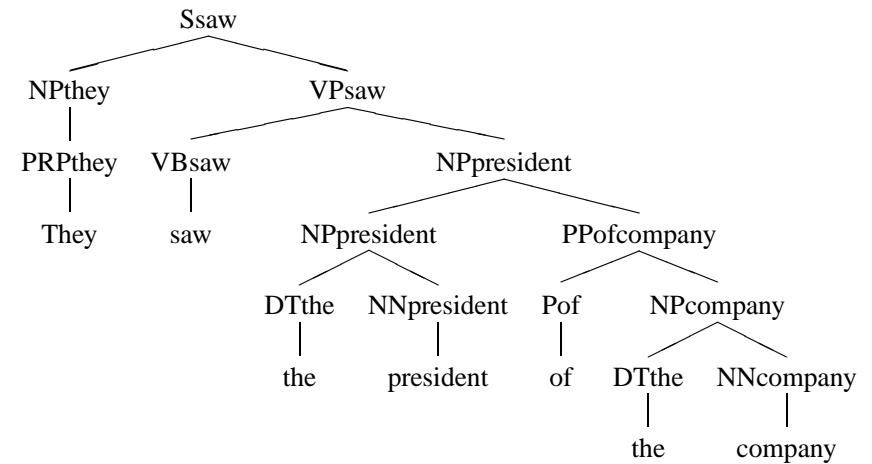 Ssaw
NPthey VPsaw
PRPthey VBsaw NPpresident
They saw NPpresident PPofcompany
DTthe NNpresident Pof NPcompany
the president of DTthe NNcompany
the company